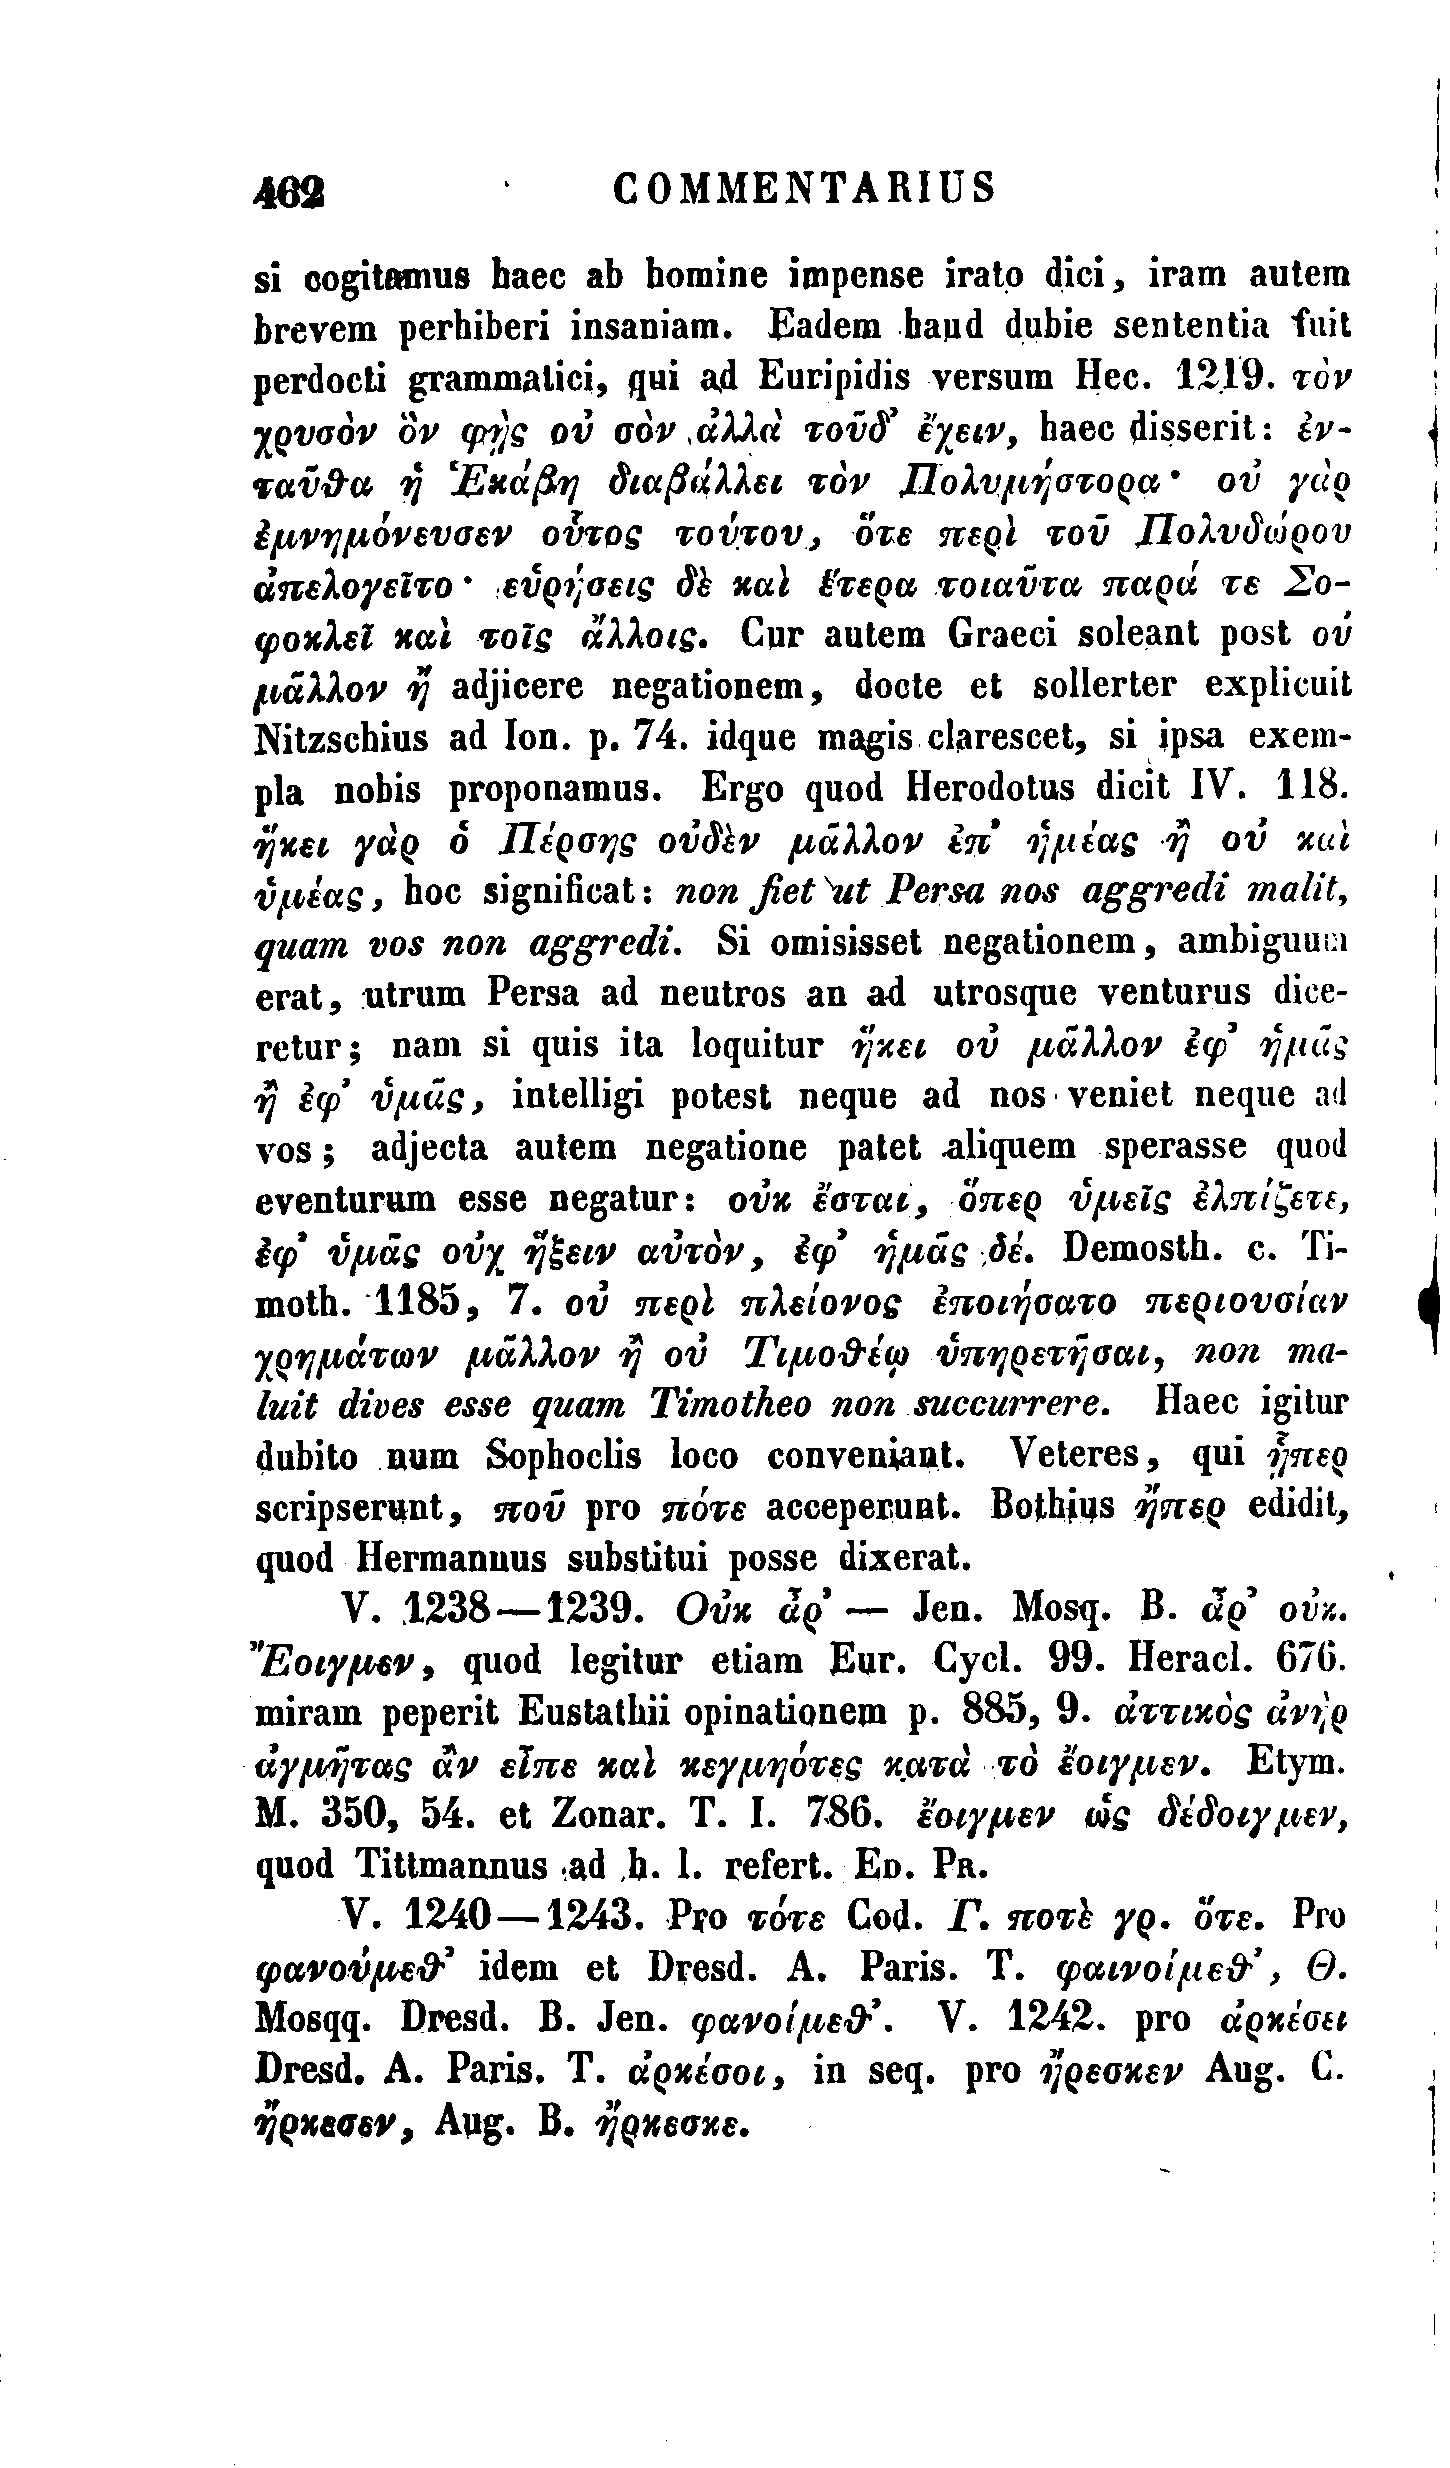 462 COMMENTARIUS
si cogitamus haec ab homine impense irato dici, iram autem
brevem perhiberi insaniam. Eadem haud dubie sententia fuit
perdocti grammatici, qui ad Euripidis versum Hec. 1219. τὸν
χρυσὸν ὃν φῂς οὐ σὸν ἀλλὰ τοῦδ’ ἔχειν, haec disserit: ἐν-
ταῦθα ἡ Ἑκάβη διαβάλλει τὸν Πολυμήστορα· οὐ γὰρ
ἐμνημόνευσεν οὗτος τούτου, ὅτε περὶ τοῦ Πολυδώρου
ἀπελογεῖτο· εὑρήσεις δὲ καὶ ἕτερα τοιαῦτα παρά τε Σο-
φοκλεῖ καὶ τοῖς ἄλλοις. Cur autem Graeci soleant post οὐ
μᾶλλον ἢ adjicere negationem, docte et sollerter explicuit
Nitzschius ad Ion. p. 74. idque magis clarescet, si ipsa exem-
pla nobis proponamus. Ergo quod Herodotus dicit IV. 118.
ἥκει γὰρ ὁ Πέρσης οὐδὲν μᾶλλον ἐπ’ ἡμέας ἢ οὐ καὶ
ὑμέας, hoc significat: non fiet ut Persa nos aggredi malit,
quam vos non aggredi. Si omisisset negationem, ambiguum
erat, utrum Persa ad neutros an ad utrosque venturus dice-
retur; nam si quis ita loquitur ἥκει οὐ μᾶλλον ἐφ’ ἡμᾶς
ἢ ἐφ’ ὑμᾶς, intelligi potest neque ad nos veniet neque ad
vos; adjecta autem negatione patet aliquem sperasse quod
eventurum esse negatur: οὐκ ἔσται, ὅπερ ὑμεῖς ἐλπίζετε,
ἐφ’ ὑμᾶς οὐχ ἥξειν αὐτὸν, ἐφ’ ἡμᾶς δέ. Demosth. c. Ti-
moth. 1185, 7. οὐ περὶ πλείονος ἐποιήσατο περιουσίαν
χρημάτων μᾶλλον ἢ οὐ Τιμοθέῳ ὑπηρετῆσαι, non ma-
luit dives esse quam Timotheo non succurrere. Haec igitur
dubito num Sophoclis loco conveniant. Veteres, qui ᾗπερ
scripserunt, ποῦ pro πότε acceperunt. Bothius ἤπερ edidit,
quod Hermannus substitui posse dixerat.
V. 1238—1239. Οὐκ ἆρ’ — Jen. Mosq. B. ἆρ’ οὐκ.
Ἔοιγμεν, quod legitur etiam Eur. Cycl. 99. Heracl. 676.
miram peperit Eustathii opinationem p. 885, 9. ἀττικὸς ἀνὴρ
ἀγμῆτας ἂν εἶπε καὶ κεγμηότες κατὰ τὸ ἔοιγμεν. Etym.
M. 350, 54. et Zonar. T. I. 786. ἔοιγμεν ὡς δέδοιγμεν,
quod Tittmannus ad h. l. refert. ED. PR.
V. 1240—1243. Pro τότε Cod. Γ. ποτὲ γρ. ὅτε. Pro
φανούμεθ’ idem et Dresd. A. Paris. T. φαινοίμεθ’, Θ.
Mosqq. Dresd. B. Jen. φανοίμεθ’. V. 1242. pro ἀρκέσει
Dresd. A. Paris. T. ἀρκέσοι, in seq. pro ἤρεσκεν Aug. C.
ἤρκεσεν, Aug. B. ἤρκεσκε.